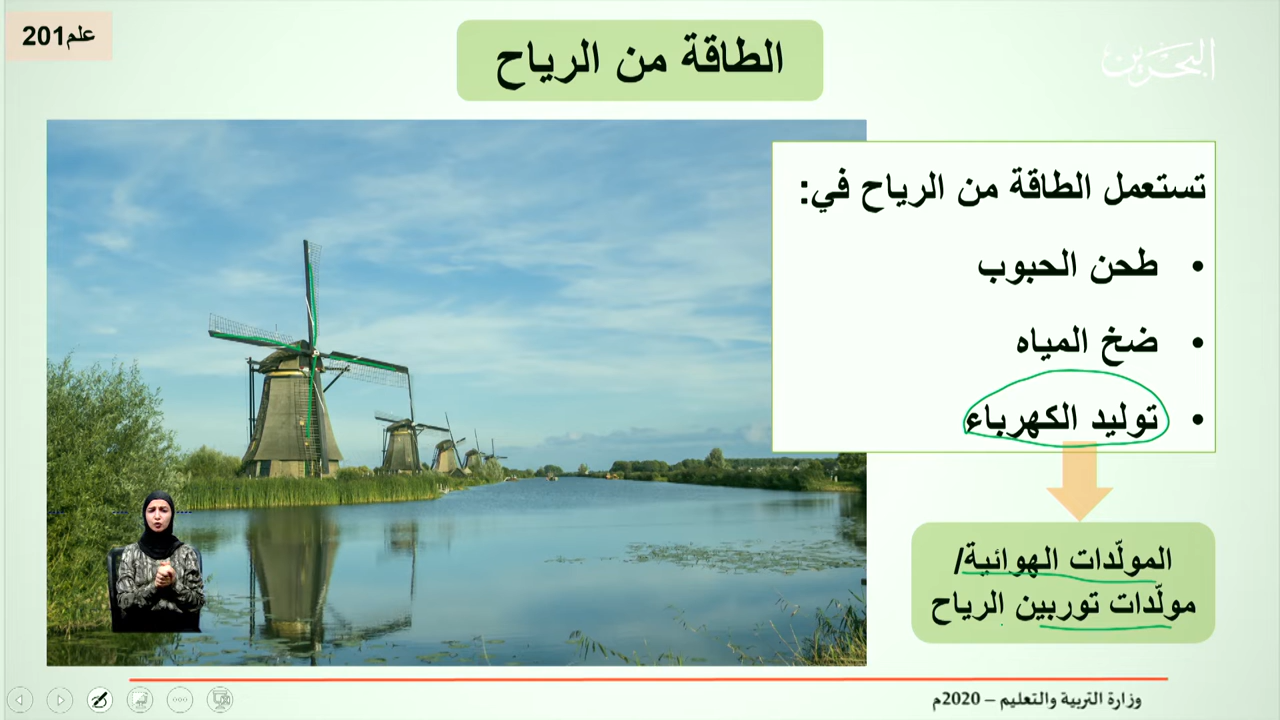 علم201
الطاقة من الرياح
البحرين
تستعمل الطاقة من الرياح في:
• طحن الحبوب
• ضخ المياه
• توليد الكهرباء
المولّدات الهوائية/
مولّدات توربين الرياح
وزارة التربية والتعليم – 2020م